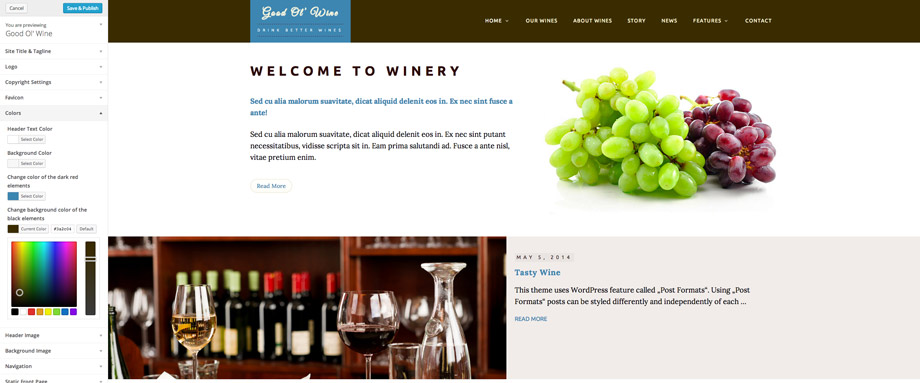 Cancel
Save & Publish
You are previewing
Good Ol' Wine
Site Title & Tagline
Logo
Copyright Settings
Favicon
Colors
Header Text Color
Select Color
Background Color
Select Color
Change color of the dark red
elements
Select Color
Change background color of the
black elements
Current Color
Default
Header Image
Background Image
Navigation
Static Front Page
Good Ol' Wine
DRINK BETTER WINES
HOME
OUR WINES
ABOUT WINES
STORY
NEWS
FEATURES
CONTACT
WELCOME TO WINERY
Sed cu alia malorum suavitate, dicat aliquid delenit eos in. Ex nec sint fusce a
ante!
Sed cu alia malorum suavitate, dicat aliquid delenit eos in. Ex nec sint putant
necessitatibus, vidisse scripta sit in. Eam prima salutandi ad. Fusce a ante nisl,
vitae pretium enim.
Read More
MAY 5, 2014
Tasty Wine
This theme uses WordPress feature called „Post Formats“. Using „Post
Formats“ posts can be styled differently and independently of each ...
READ MORE